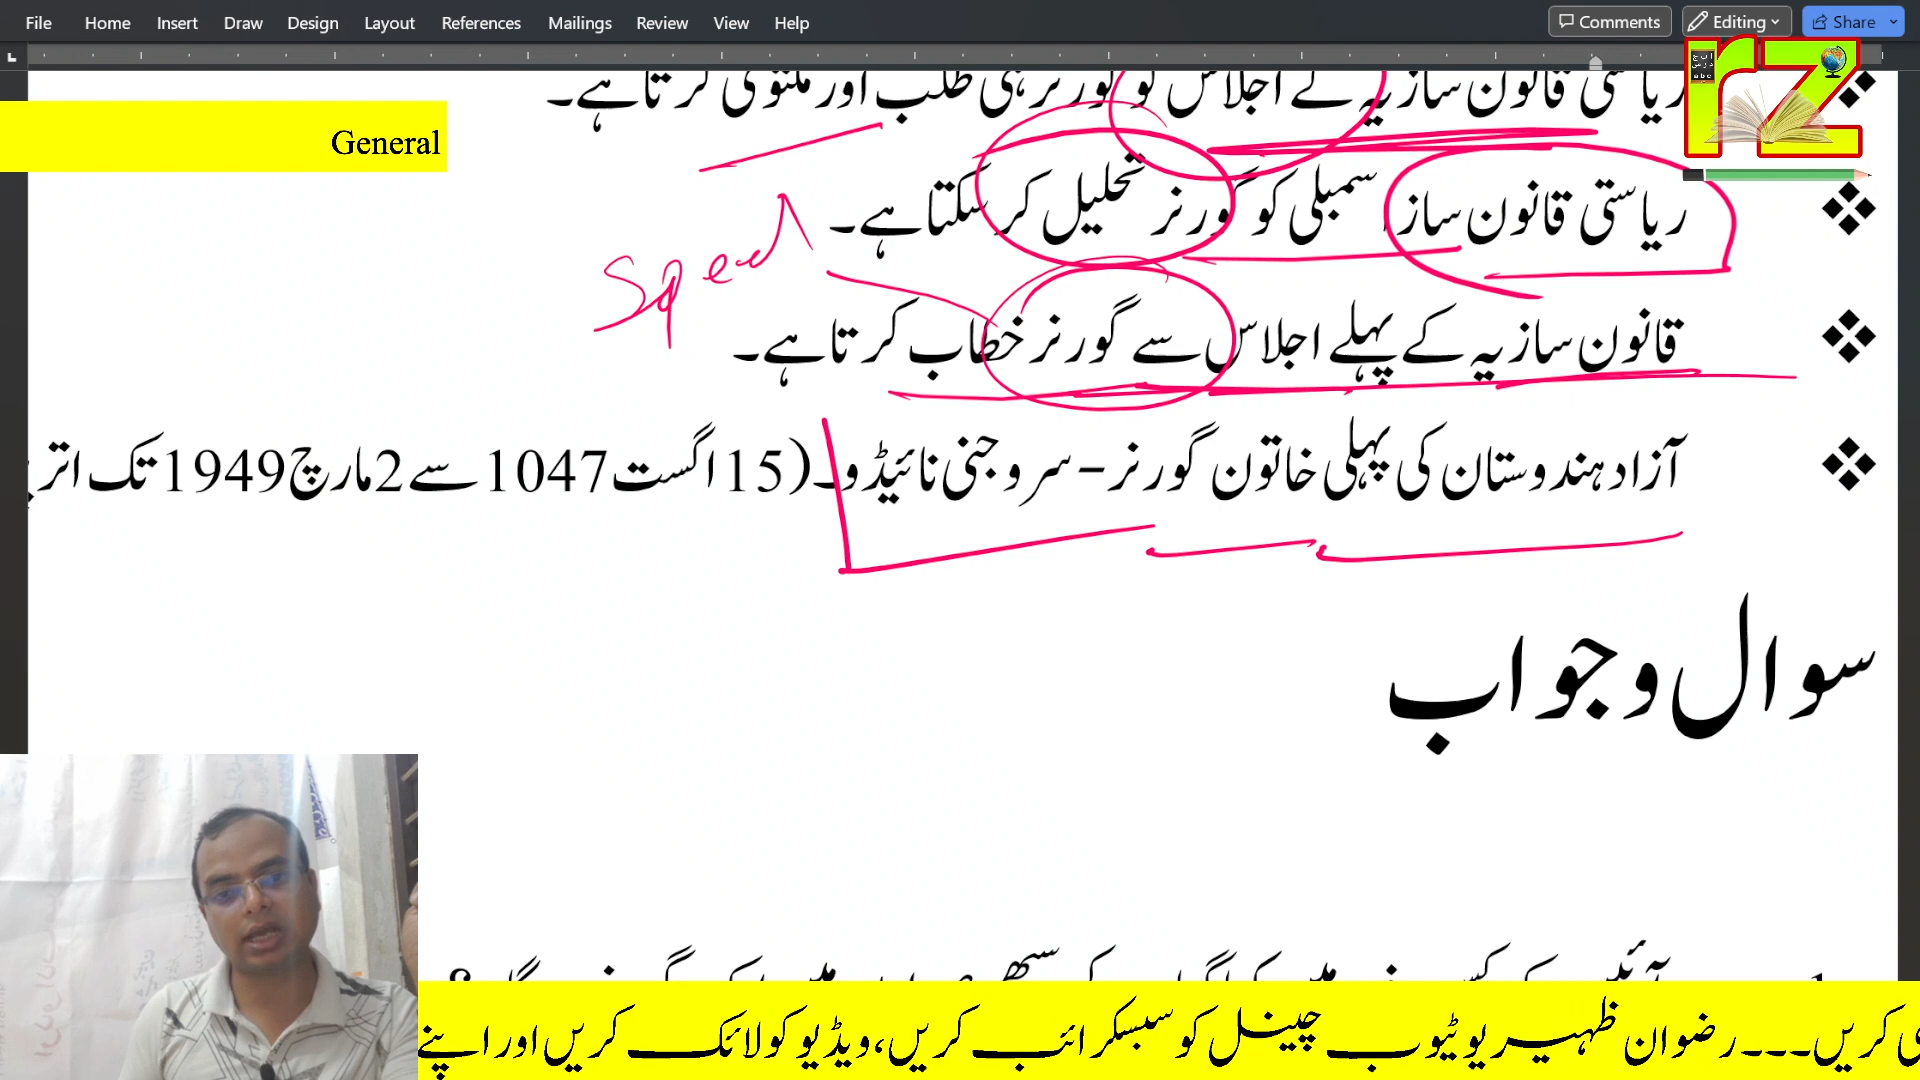 File Home Insert Draw Design Layout References Mailings Review View Help Comments Editing Share
ریاستی قانون سازیہ کے اجلاس کو گورنر ہی طلب اور ملتوی کرتا ہے۔
General
ریاستی قانون ساز سمبلی کو گورنر تحلیل کر سکتا ہے۔
Speed
قانون سازیہ کے پہلے اجلاس سے گورنر خطاب کرتا ہے۔
آزاد ہندوستان کی پہلی خاتون گورنر – سروجنی نائیڈو۔ (15 اگست 1047 سے 2 مارچ 1949 تک اتر
سوال و جواب
کریں۔۔۔رضوان ظہیر یوٹیوب چینل کو سبسکرائب کریں، ویڈیو کو لائک کریں اور اپنے